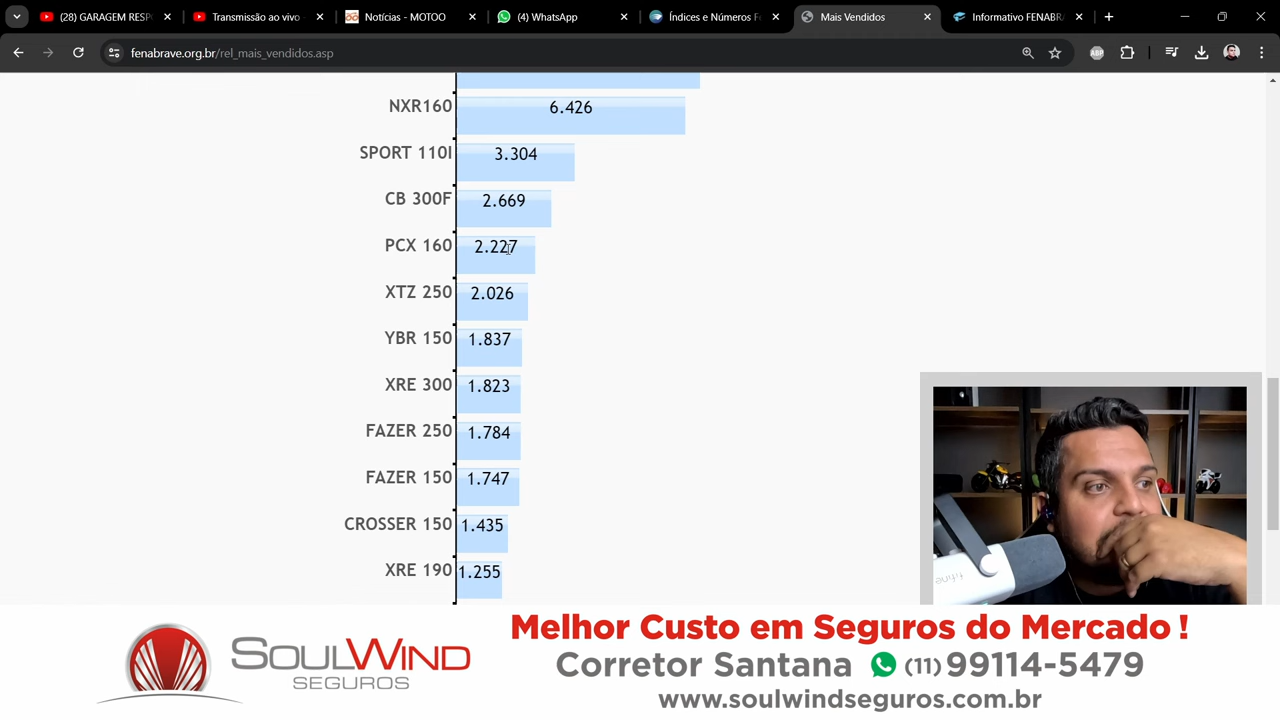 (28) GARAGEM RESP
Transmissão ao vivo
Notícias - MOTOO
(4) WhatsApp
Índices e Números F
Mais Vendidos
Informativo FENABRA
fenabrave.org.br/rel_mais_vendidos.asp
ABP
NXR160 6.426
SPORT 110I 3.304
CB 300F 2.669
PCX 160 2.227
XTZ 250 2.026
YBR 150 1.837
XRE 300 1.823
FAZER 250 1.784
FAZER 150 1.747
CROSSER 150 1.435
XRE 190 1.255
SOULWIND
SEGUROS
Melhor Custo em Seguros do Mercado !
Corretor Santana (11) 99114-5479
www.soulwindseguros.com.br